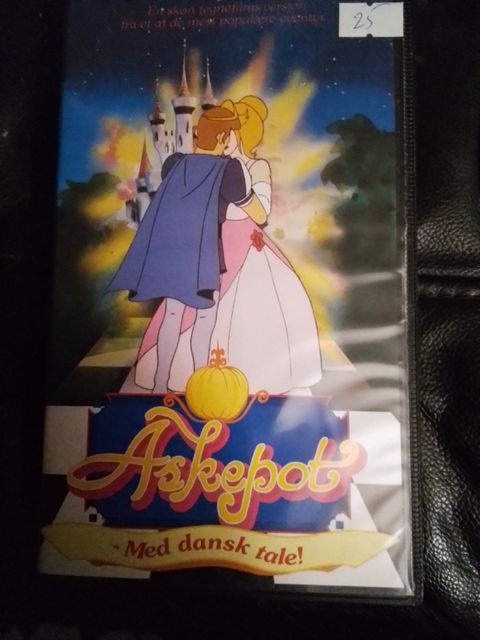 En skøn tegnefilms version
fra et af de mest populære eventyr
25
Askepot
Med dansk tale!